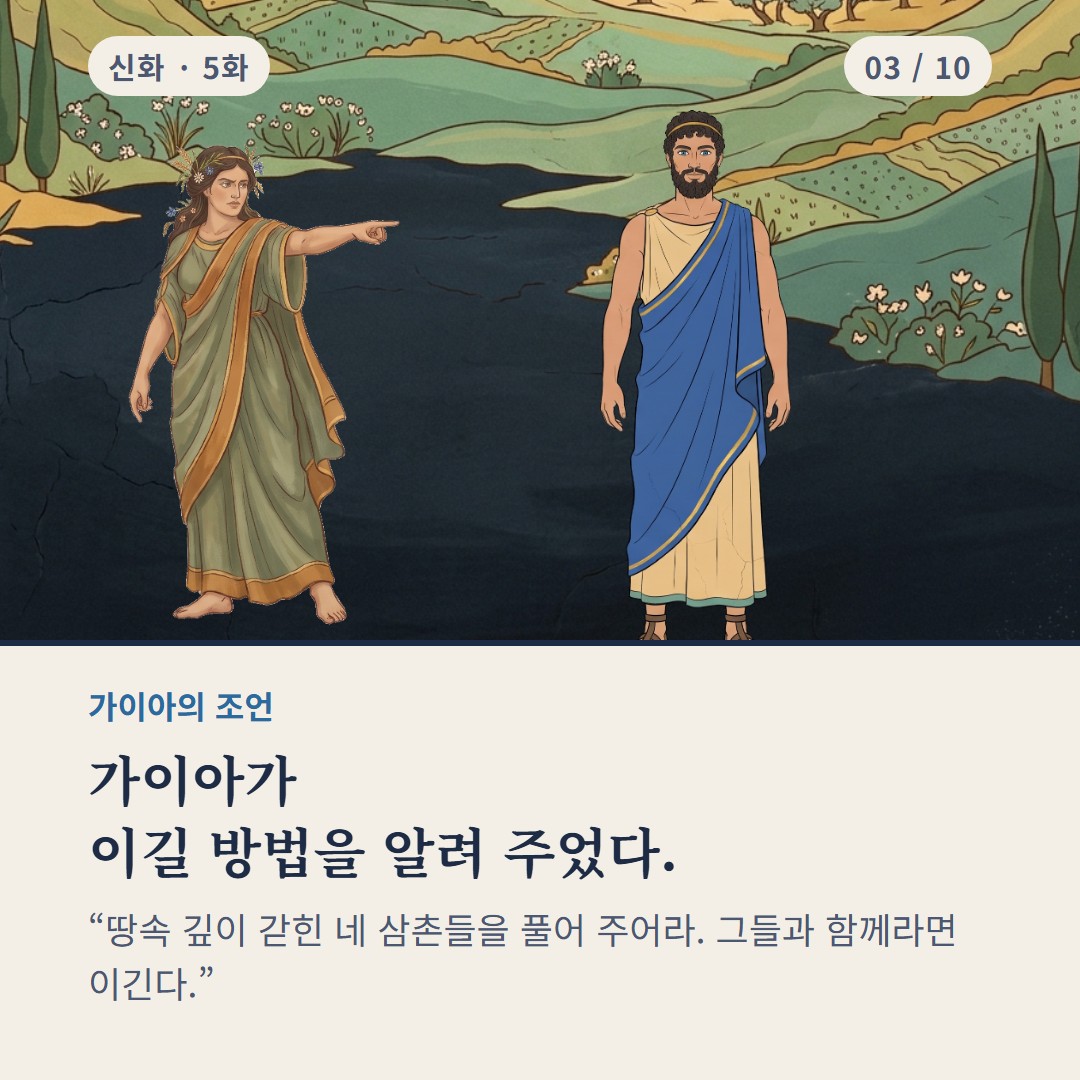 신화 · 5화
03 / 10
가이아의 조언
가이아가
이길 방법을 알려 주었다.
“땅속 깊이 갇힌 네 삼촌들을 풀어 주어라. 그들과 함께라면
이긴다.”